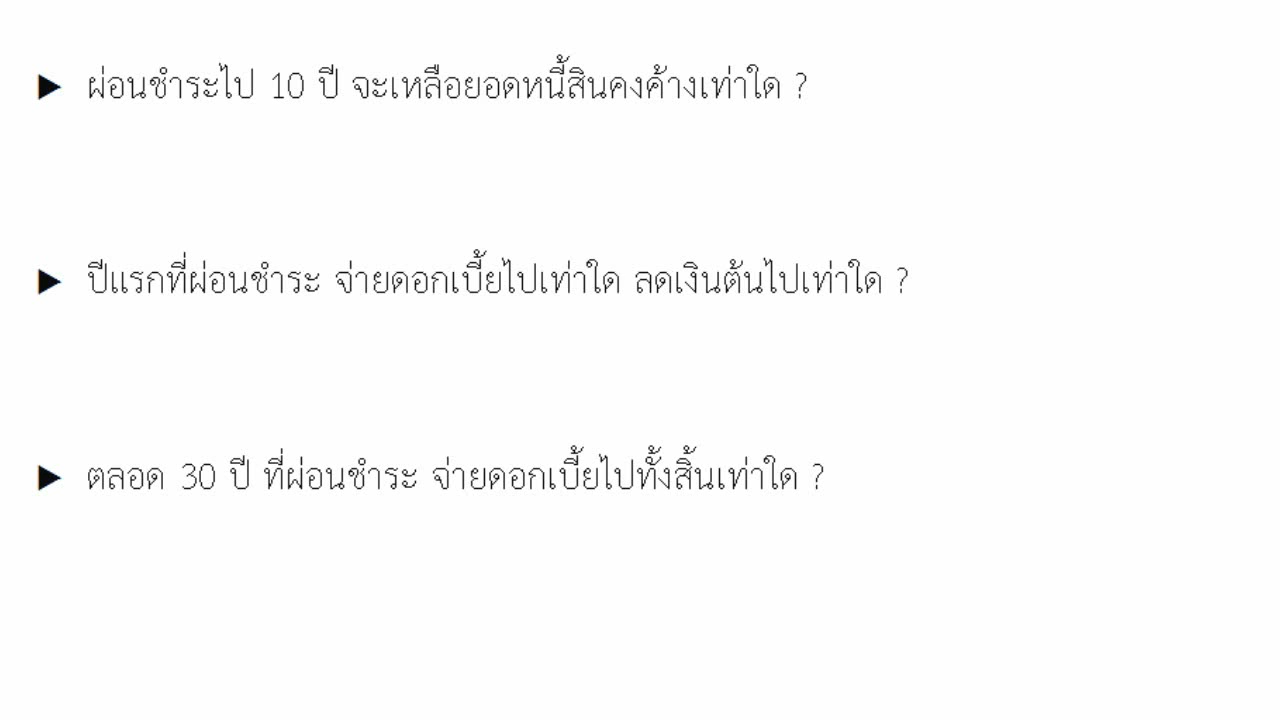 ▶ ผ่อนชำระไป 10 ปี จะเหลือยอดหนี้สินคงค้างเท่าใด ?
▶ ปีแรกที่ผ่อนชำระ จ่ายดอกเบี้ยไปเท่าใด ลดเงินต้นไปเท่าใด ?
▶ ตลอด 30 ปี ที่ผ่อนชำระ จ่ายดอกเบี้ยไปทั้งสิ้นเท่าใด ?